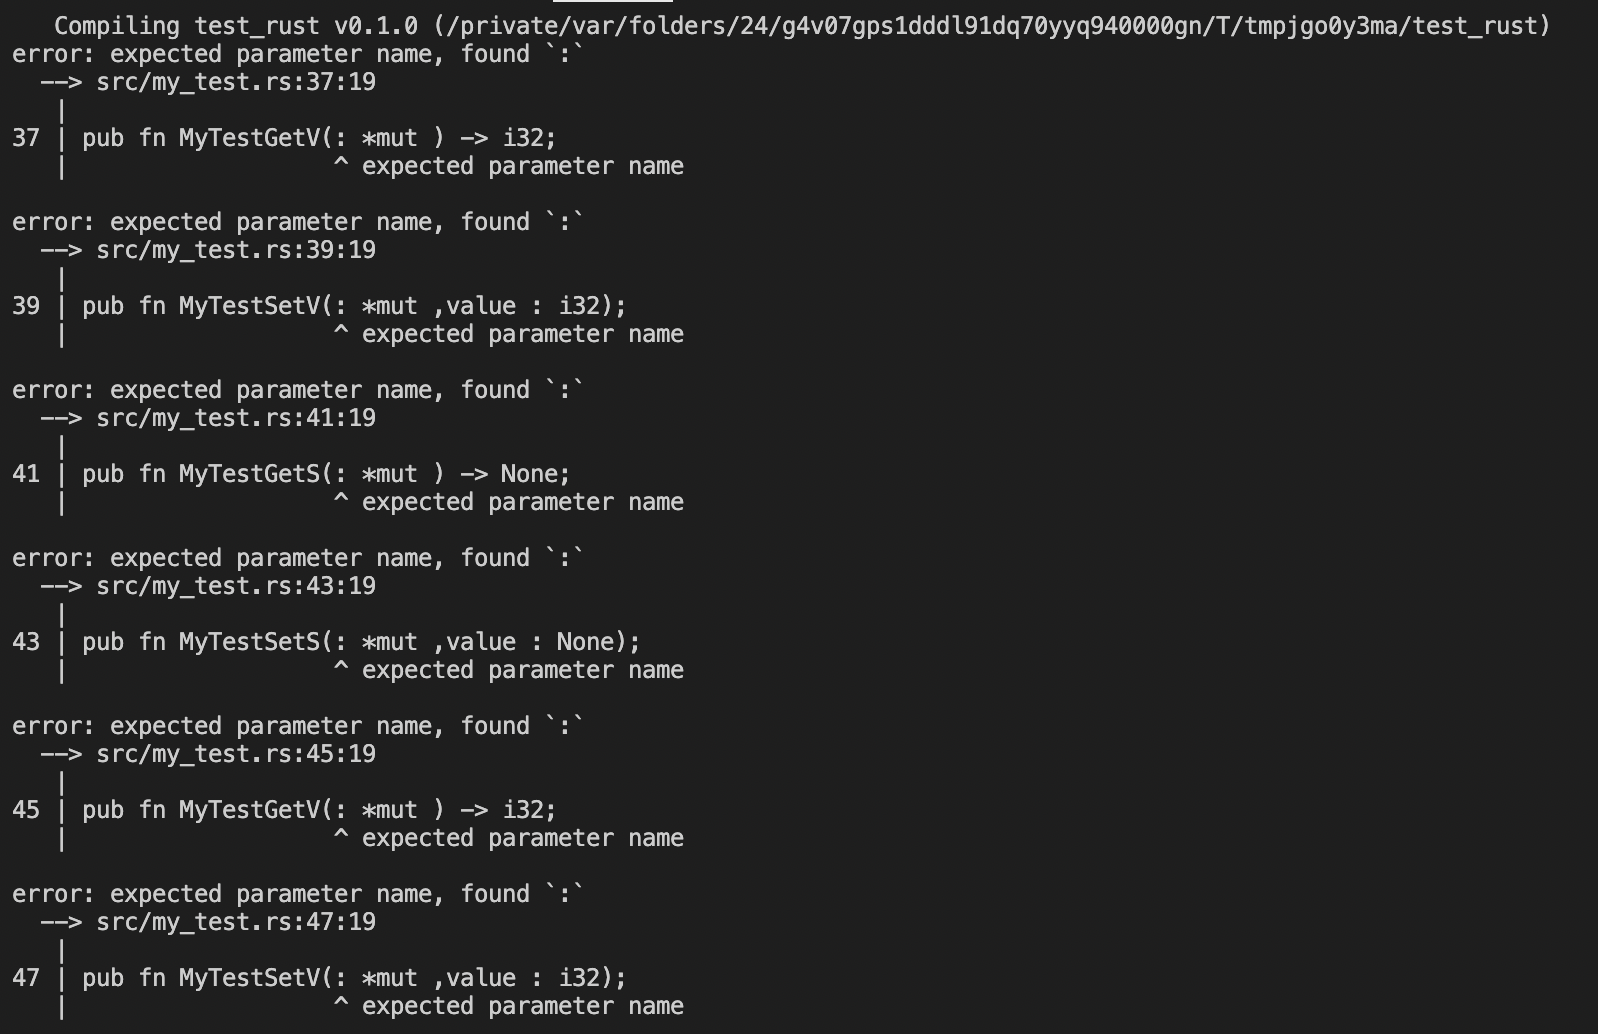 Compiling test_rust v0.1.0 (/private/var/folders/24/g4v07gps1dddl91dq70yyq940000gn/T/tmpjgo0y3ma/test_rust)
error: expected parameter name, found `:`
  --> src/my_test.rs:37:19
   |
37 | pub fn MyTestGetV(: *mut ) -> i32;
   |                   ^ expected parameter name

error: expected parameter name, found `:`
  --> src/my_test.rs:39:19
   |
39 | pub fn MyTestSetV(: *mut ,value : i32);
   |                   ^ expected parameter name

error: expected parameter name, found `:`
  --> src/my_test.rs:41:19
   |
41 | pub fn MyTestGetS(: *mut ) -> None;
   |                   ^ expected parameter name

error: expected parameter name, found `:`
  --> src/my_test.rs:43:19
   |
43 | pub fn MyTestSetS(: *mut ,value : None);
   |                   ^ expected parameter name

error: expected parameter name, found `:`
  --> src/my_test.rs:45:19
   |
45 | pub fn MyTestGetV(: *mut ) -> i32;
   |                   ^ expected parameter name

error: expected parameter name, found `:`
  --> src/my_test.rs:47:19
   |
47 | pub fn MyTestSetV(: *mut ,value : i32);
   |                   ^ expected parameter name